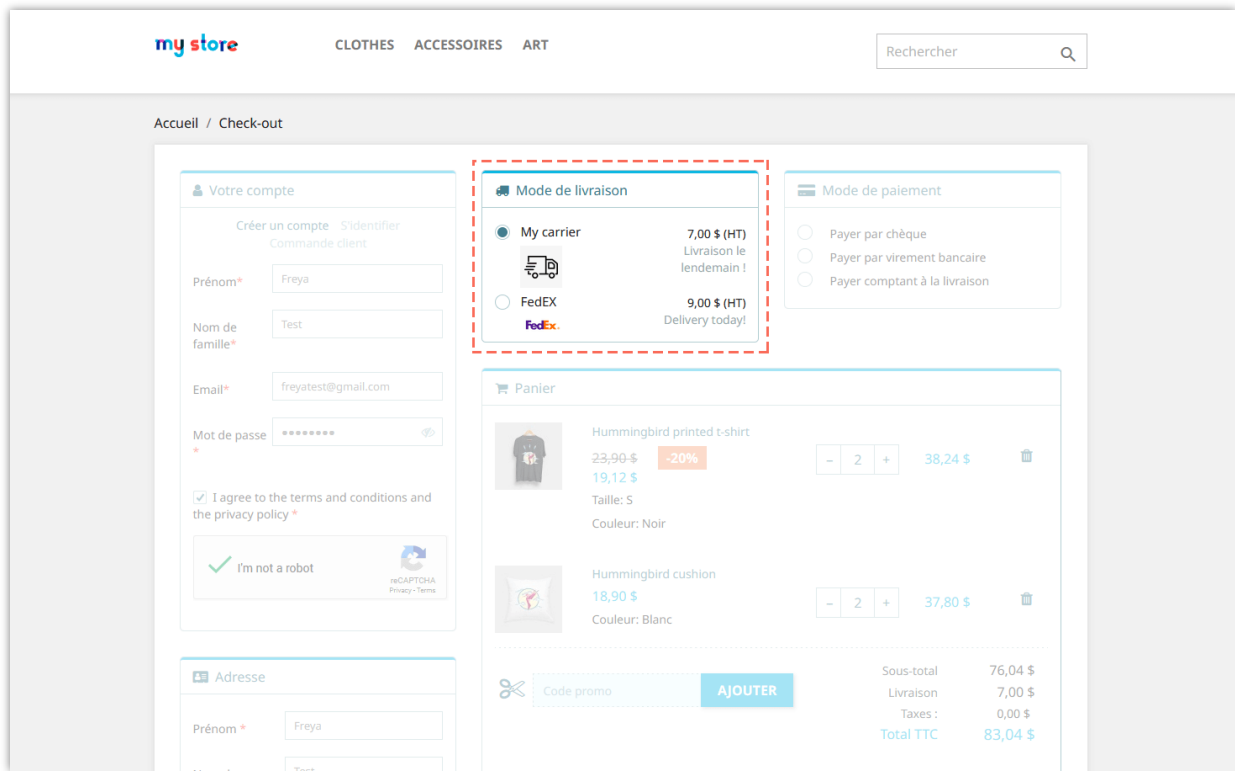 my store
CLOTHES ACCESSOIRES ART
Rechercher
Accueil / Check-out
Votre compte
Créer un compte S'identifier
Commande client
Prénom*
Freya
Nom de
famille*
Test
Email*
freyatest@gmail.com
Mot de passe
*
I agree to the terms and conditions and
the privacy policy *
I'm not a robot
reCAPTCHA
Privacy - Terms
Adresse
Prénom *
Freya
Mode de livraison
My carrier
7,00 $ (HT)
Livraison le
lendemain !
FedEX
9,00 $ (HT)
FedEx.
Delivery today!
Mode de paiement
Payer par chèque
Payer par virement bancaire
Payer comptant à la livraison
Panier
Hummingbird printed t-shirt
23,90 $ -20%
19,12 $
Taille: S
Couleur: Noir
– 2 + 38,24 $
Hummingbird cushion
18,90 $
Couleur: Blanc
– 2 + 37,80 $
Code promo
AJOUTER
Sous-total 76,04 $
Livraison 7,00 $
Taxes : 0,00 $
Total TTC 83,04 $